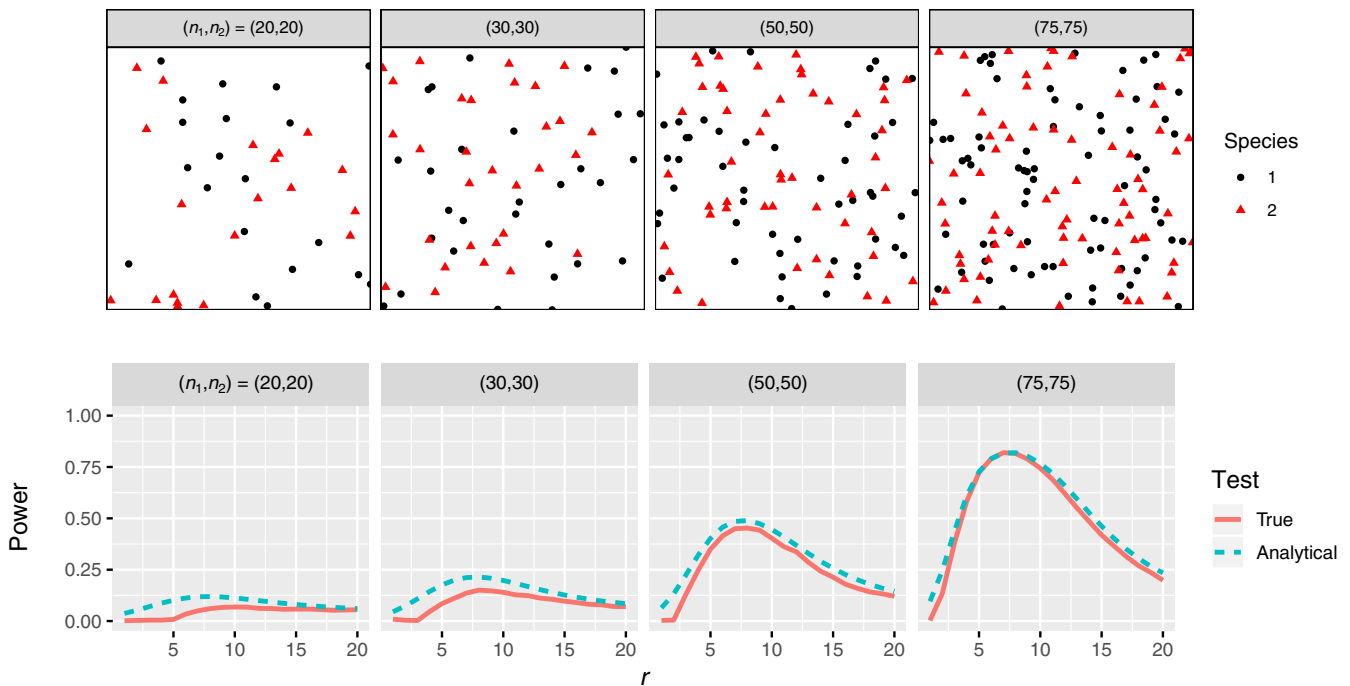 (n₁,n₂) = (20,20)
(30,30)
(50,50)
(75,75)
Species
1
2
(n₁,n₂) = (20,20)
(30,30)
(50,50)
(75,75)
1.00
0.75
0.50
0.25
0.00
Power
5 10 15 20
5 10 15 20
5 10 15 20
5 10 15 20
r
Test
True
Analytical